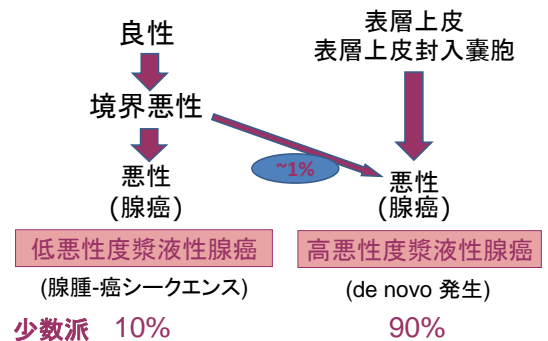 良性
境界悪性
悪性
(腺癌)
低悪性度漿液性腺癌
(腺腫-癌シークエンス)
少数派 10%
~1%
表層上皮
表層上皮封入嚢胞
悪性
(腺癌)
高悪性度漿液性腺癌
(de novo 発生)
90%